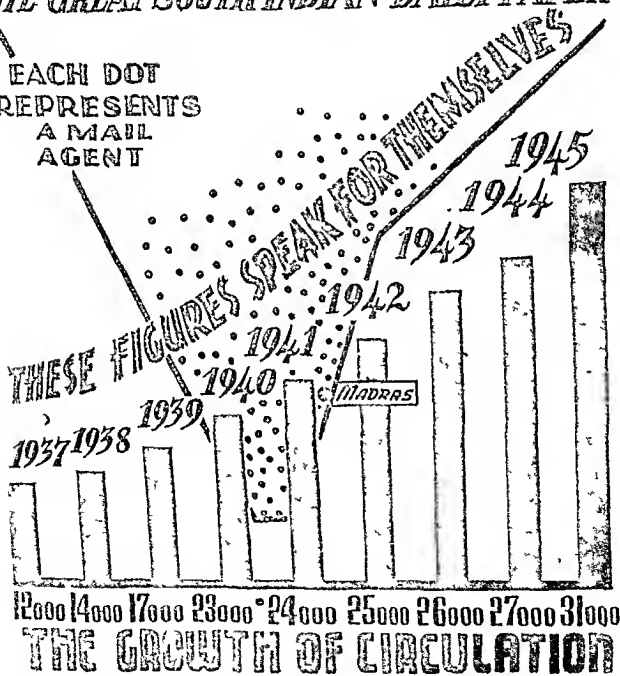 GREAT SOUTH INDIAN DAILY PAPER
EACH DOT
REPRESENTS
A MAIL
AGENT
THESE FIGURES SPEAK FOR THEMSELVES
1937
1938
1939
1940
1941
1942
1943
1944
1945
MADRAS
12000 14000 17000 23000 24000 25000 26000 27000 31000
THE GROWTH OF CIRCULATION